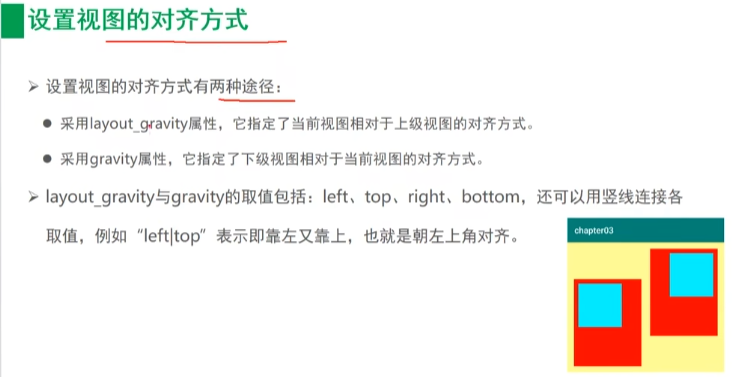 设置视图的对齐方式
➢ 设置视图的对齐方式有两种途径：
● 采用layout_gravity属性，它指定了当前视图相对于上级视图的对齐方式。
● 采用gravity属性，它指定了下级视图相对于当前视图的对齐方式。
➢ layout_gravity与gravity的取值包括：left、top、right、bottom，还可以用竖线连接各
取值，例如“left|top”表示即靠左又靠上，也就是朝左上角对齐。
chapter03